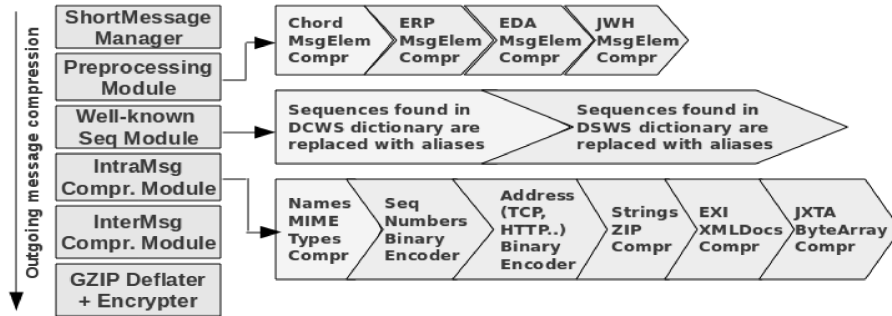 Outgoing message compression
ShortMessage
Manager
Preprocessing
Module
Well-known
Seq Module
IntraMsg
Compr. Module
InterMsg
Compr. Module
GZIP Deflater
+ Encrypter
Chord
MsgElem
Compr
ERP
MsgElem
Compr
EDA
MsgElem
Compr
JWH
MsgElem
Compr
Sequences found in
DCWS dictionary are
replaced with aliases
Sequences found in
DSWS dictionary are
replaced with aliases
Names
MIME
Types
Compr
Seq
Numbers
Binary
Encoder
Address
(TCP,
HTTP..)
Binary
Encoder
Strings
ZIP
Compr
EXI
XMLDocs
Compr
JXTA
ByteArray
Compr